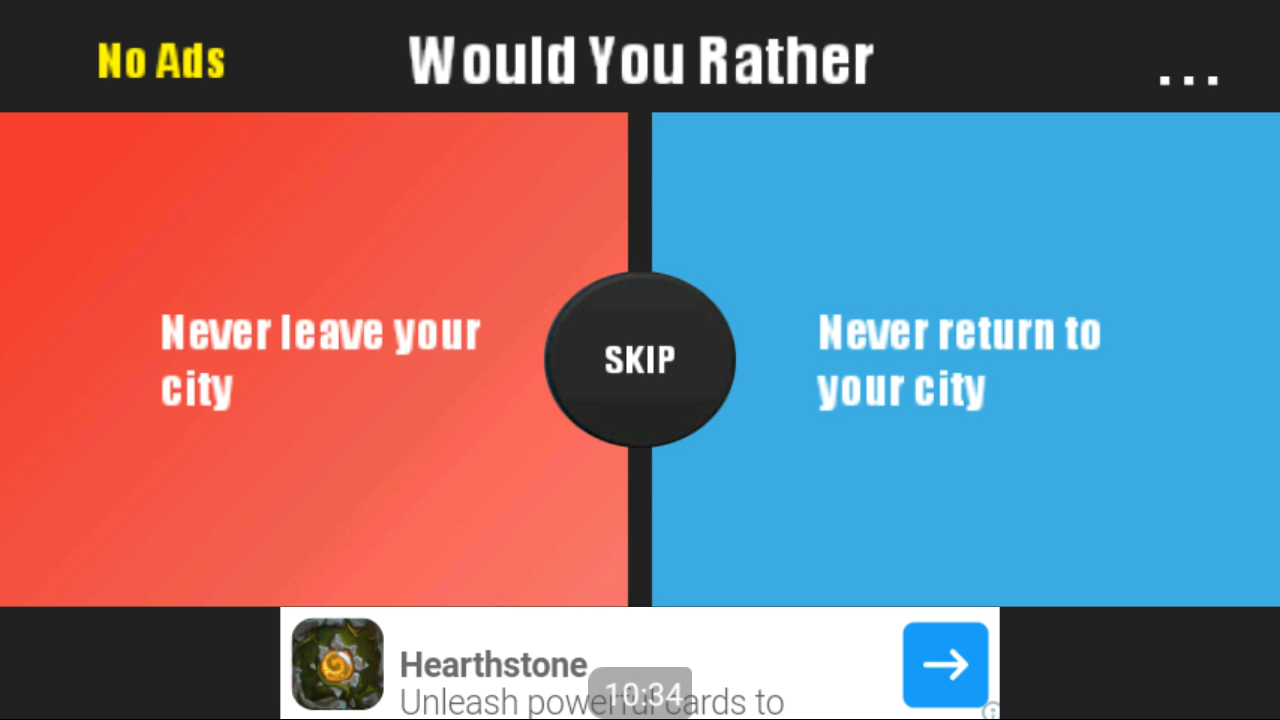 No Ads
Would You Rather
...
Never leave your
city
SKIP
Never return to
your city
Hearthstone
Unleash powerful cards to
10:34